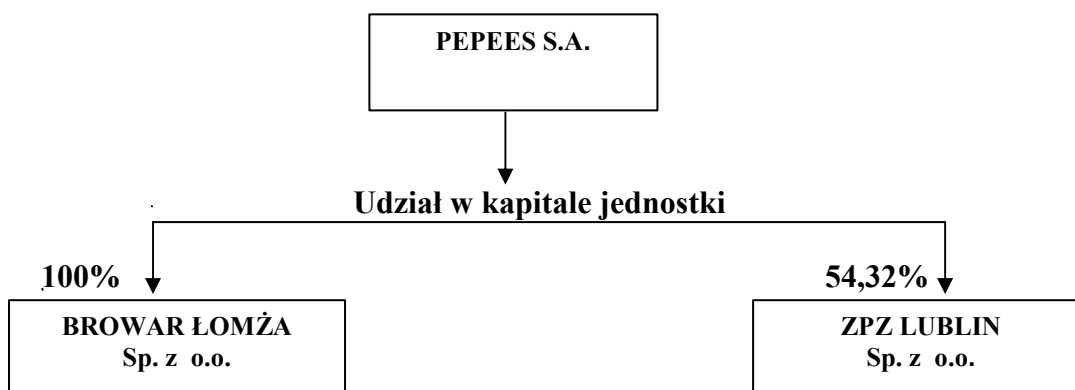 PEPEES S.A.
Udział w kapitale jednostki
100%
54,32%
BROWAR ŁOMŻA
Sp. z o.o.
ZPZ LUBLIN
Sp. z o.o.